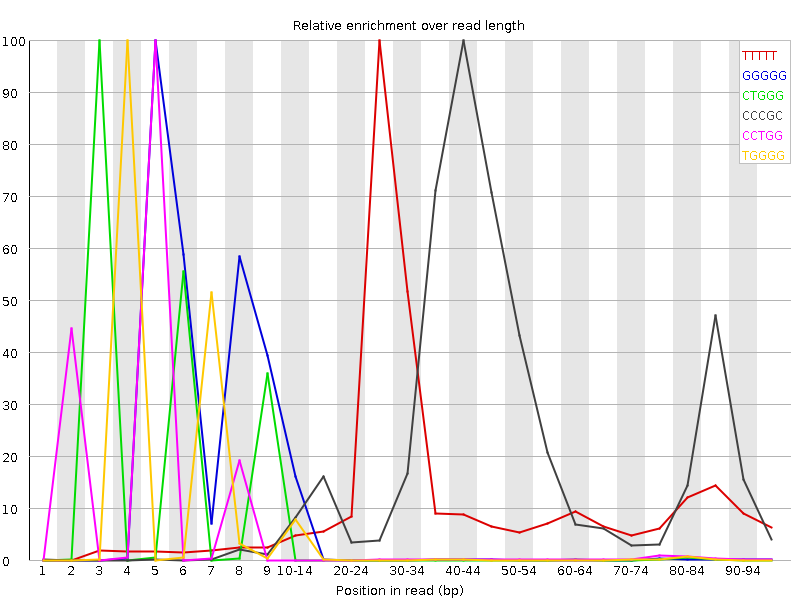 Relative enrichment over read length
100
90
80
70
60
50
40
30
20
10
0
TTTTT
GGGGG
CTGGG
CCCGC
CCTGG
TGGGG
1 2 3 4 5 6 7 8 9 10-14 20-24 30-34 40-44 50-54 60-64 70-74 80-84 90-94
Position in read (bp)